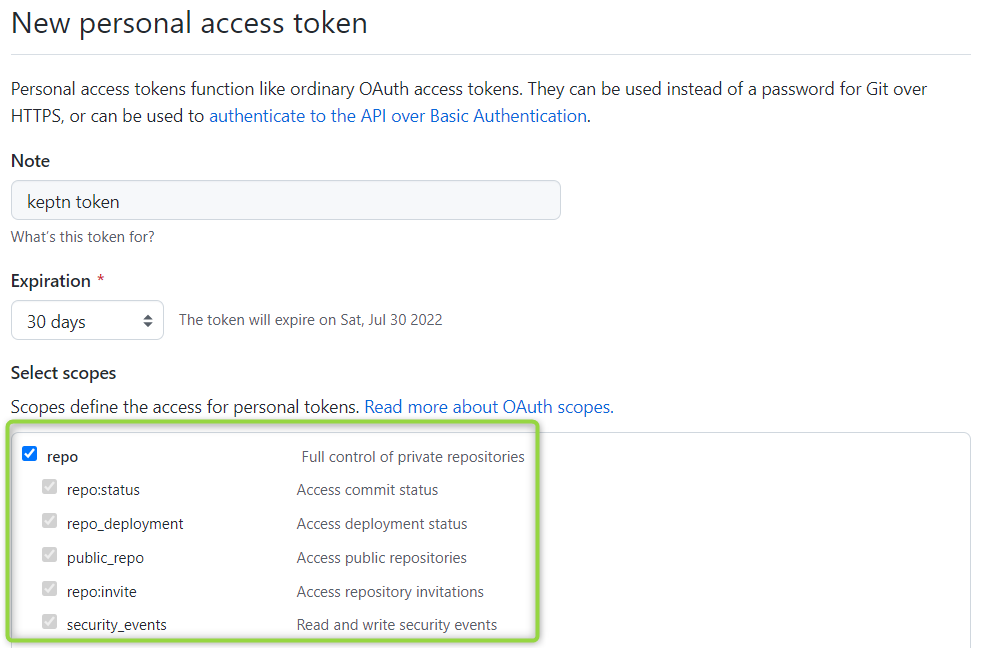 New personal access token
Personal access tokens function like ordinary OAuth access tokens. They can be used instead of a password for Git over
HTTPS, or can be used to authenticate to the API over Basic Authentication.
Note
keptn token
What's this token for?
Expiration *
30 days The token will expire on Sat, Jul 30 2022
Select scopes
Scopes define the access for personal tokens. Read more about OAuth scopes.
repo Full control of private repositories
repo:status Access commit status
repo_deployment Access deployment status
public_repo Access public repositories
repo:invite Access repository invitations
security_events Read and write security events